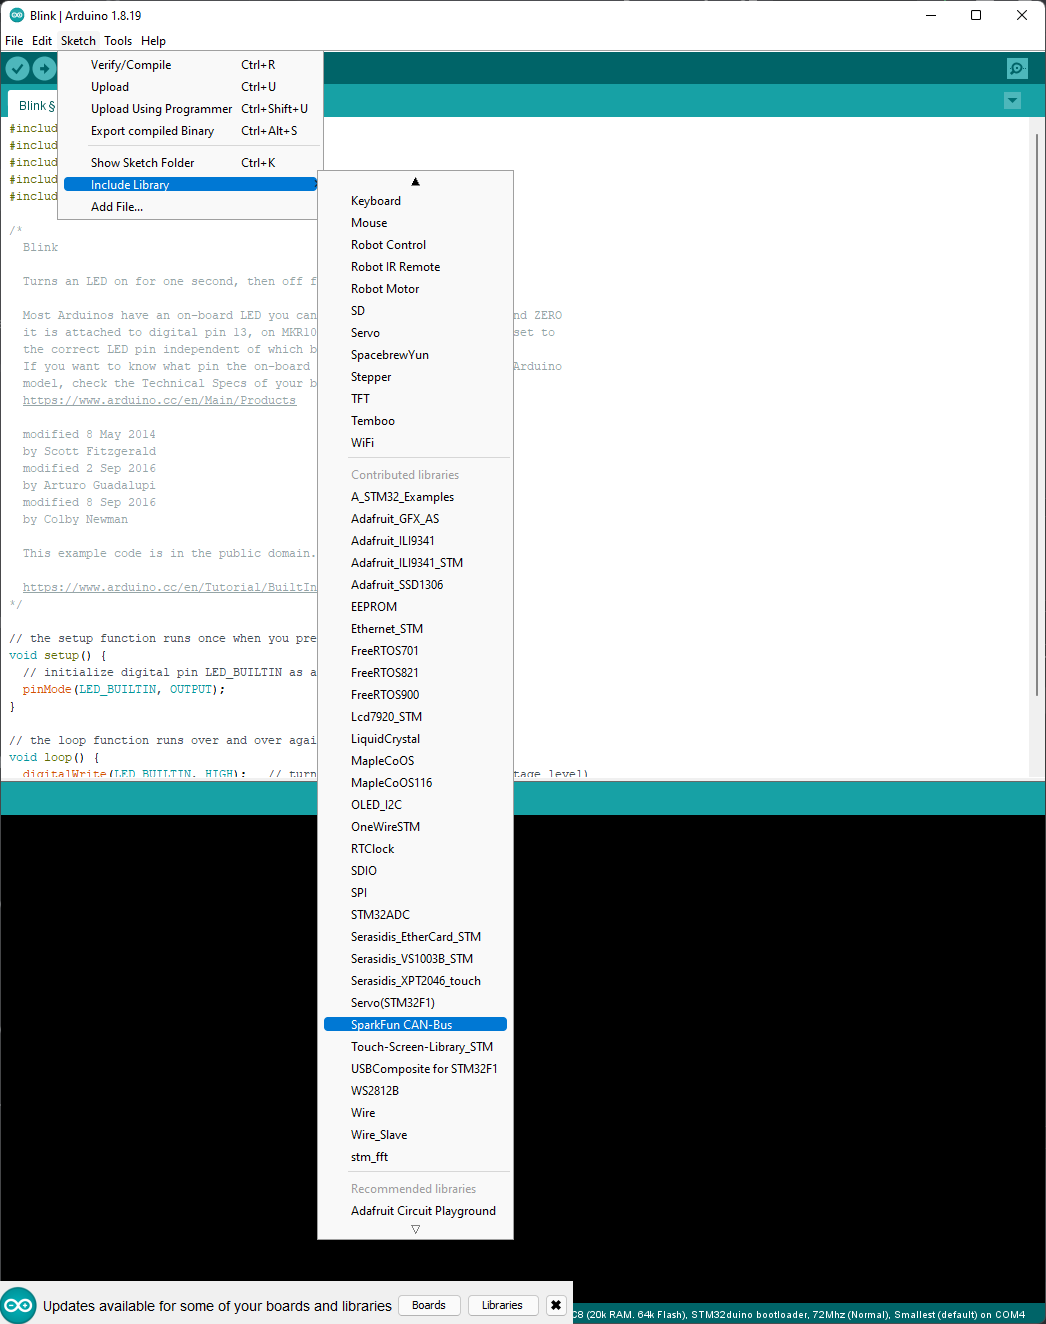 Blink | Arduino 1.8.19
File Edit Sketch Tools Help
Verify/Compile Ctrl+R
Upload Ctrl+U
Upload Using Programmer Ctrl+Shift+U
Export compiled Binary Ctrl+Alt+S
Show Sketch Folder Ctrl+K
Include Library
Add File...
Blink §
#includ
#includ
#includ
#includ
#includ
/*
Blink
Turns an LED on for one second, then off f
Most Arduinos have an on-board LED you can nd ZERO
it is attached to digital pin 13, on MKR10 set to
the correct LED pin independent of which b
If you want to know what pin the on-board Arduino
model, check the Technical Specs of your b
https://www.arduino.cc/en/Main/Products
modified 8 May 2014
by Scott Fitzgerald
modified 2 Sep 2016
by Arturo Guadalupi
modified 8 Sep 2016
by Colby Newman
This example code is in the public domain.
https://www.arduino.cc/en/Tutorial/BuiltIn
*/
// the setup function runs once when you pre
void setup() {
// initialize digital pin LED_BUILTIN as a
pinMode(LED_BUILTIN, OUTPUT);
}
// the loop function runs over and over agai
void loop() {
digitalWrite(LED_BUILTIN, HIGH); // turn tage level)
Keyboard
Mouse
Robot Control
Robot IR Remote
Robot Motor
SD
Servo
SpacebrewYun
Stepper
TFT
Temboo
WiFi
Contributed libraries
A_STM32_Examples
Adafruit_GFX_AS
Adafruit_ILI9341
Adafruit_ILI9341_STM
Adafruit_SSD1306
EEPROM
Ethernet_STM
FreeRTOS701
FreeRTOS821
FreeRTOS900
Lcd7920_STM
LiquidCrystal
MapleCoOS
MapleCoOS116
OLED_I2C
OneWireSTM
RTClock
SDIO
SPI
STM32ADC
Serasidis_EtherCard_STM
Serasidis_VS1003B_STM
Serasidis_XPT2046_touch
Servo(STM32F1)
SparkFun CAN-Bus
Touch-Screen-Library_STM
USBComposite for STM32F1
WS2812B
Wire
Wire_Slave
stm_fft
Recommended libraries
Adafruit Circuit Playground
Updates available for some of your boards and libraries Boards Libraries
C8 (20k RAM. 64k Flash), STM32duino bootloader, 72Mhz (Normal), Smallest (default) on COM4